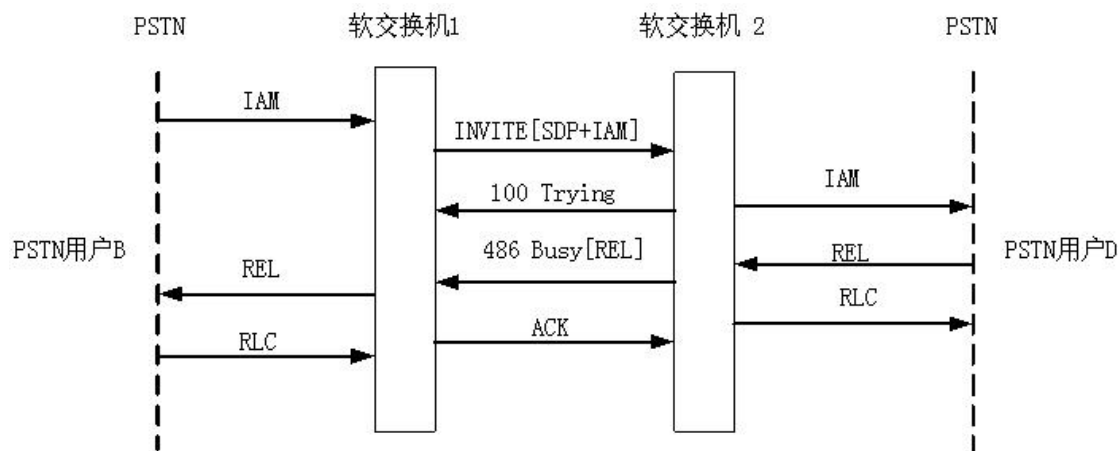 PSTN
软交换机1
软交换机 2
PSTN
IAM
INVITE[SDP+IAM]
IAM
100 Trying
PSTN用户B
486 Busy[REL]
REL
PSTN用户D
REL
RLC
ACK
RLC